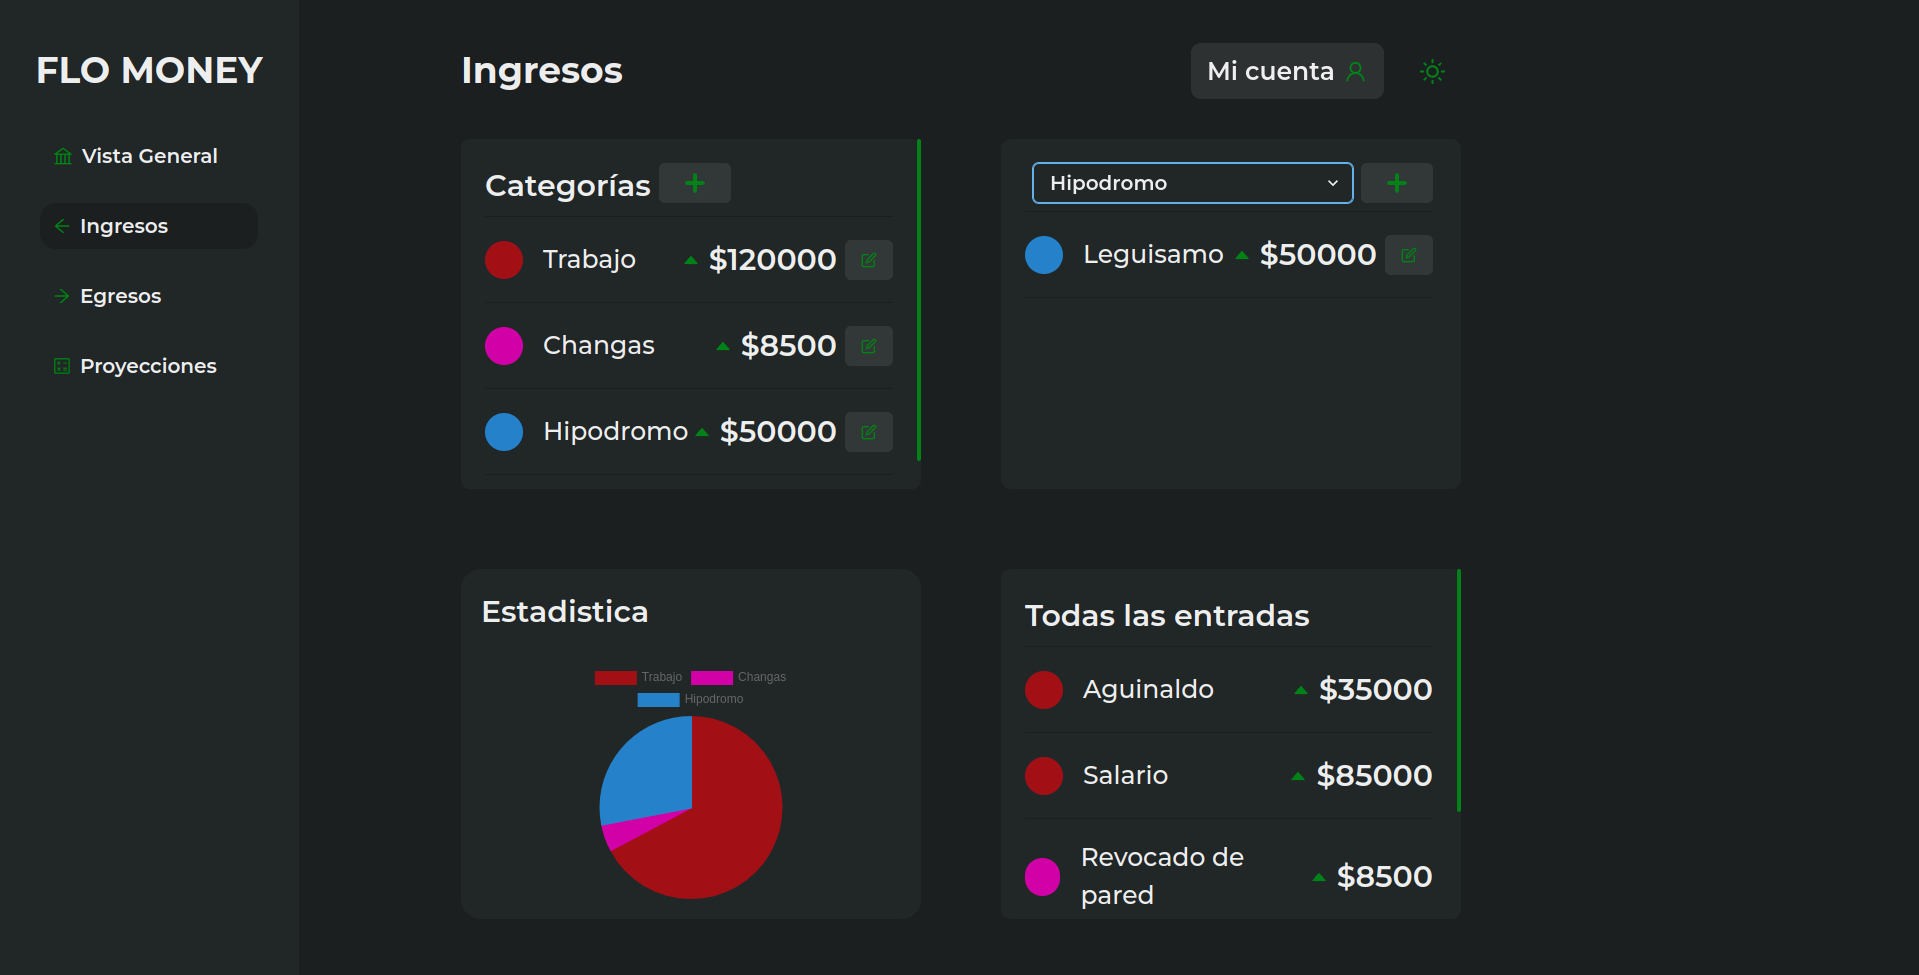 FLO MONEY
Vista General
Ingresos
Egresos
Proyecciones
Ingresos
Mi cuenta
Categorías
Trabajo $120000
Changas $8500
Hipodromo $50000
Hipodromo
Leguisamo $50000
Estadistica
Trabajo Changas
Hipodromo
Todas las entradas
Aguinaldo $35000
Salario $85000
Revocado de
pared
$8500